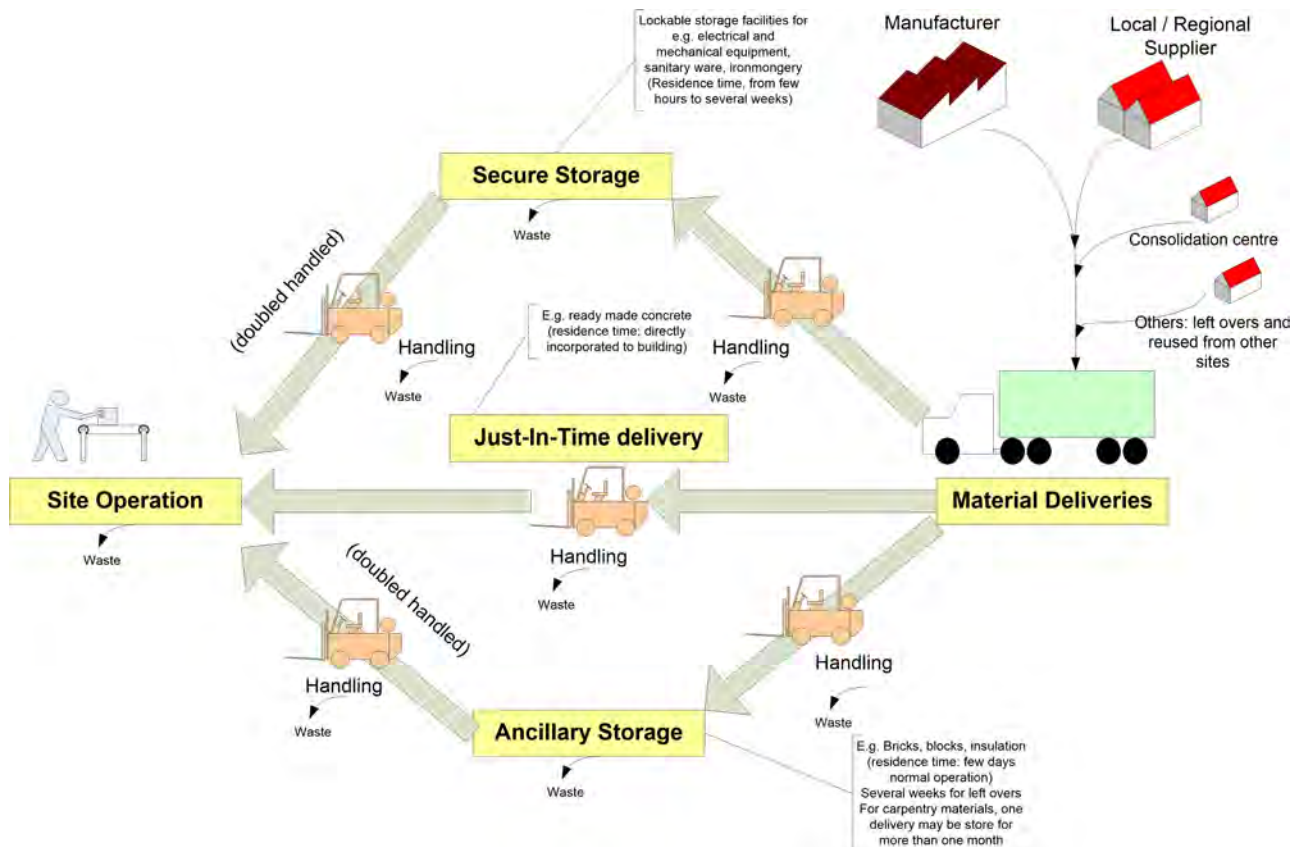 Lockable storage facilities for
e.g. electrical and
mechanical equipment,
sanitary ware, ironmongery
(Residence time, from few
hours to several weeks)
Manufacturer
Local / Regional
Supplier
Secure Storage
Waste
Consolidation centre
(doubled handled)
E.g. ready made concrete
(residence time: directly
incorporated to building)
Others: left overs and
reused from other
sites
Handling
Waste
Handling
Waste
Just-In-Time delivery
Site Operation
Waste
Material Deliveries
Handling
Waste
(doubled handled)
Handling
Waste
Handling
Waste
Ancillary Storage
Waste
E.g. Bricks, blocks, insulation
(residence time: few days
normal operation)
Several weeks for left overs
For carpentry materials, one
delivery may be store for
more than one month